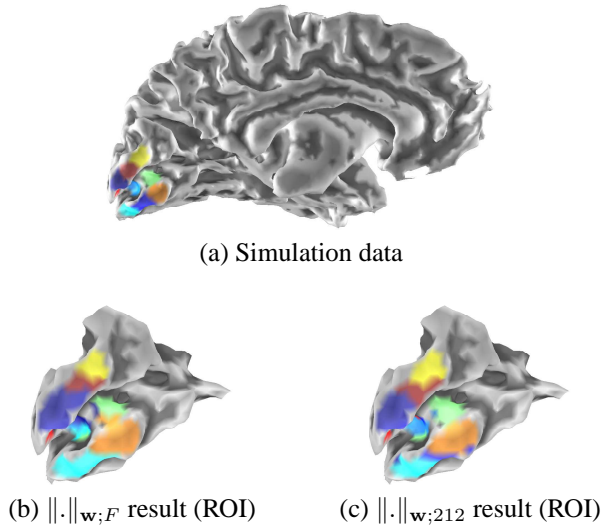 (a) Simulation data
(b) ‖.‖w;F result (ROI)
(c) ‖.‖w;212 result (ROI)